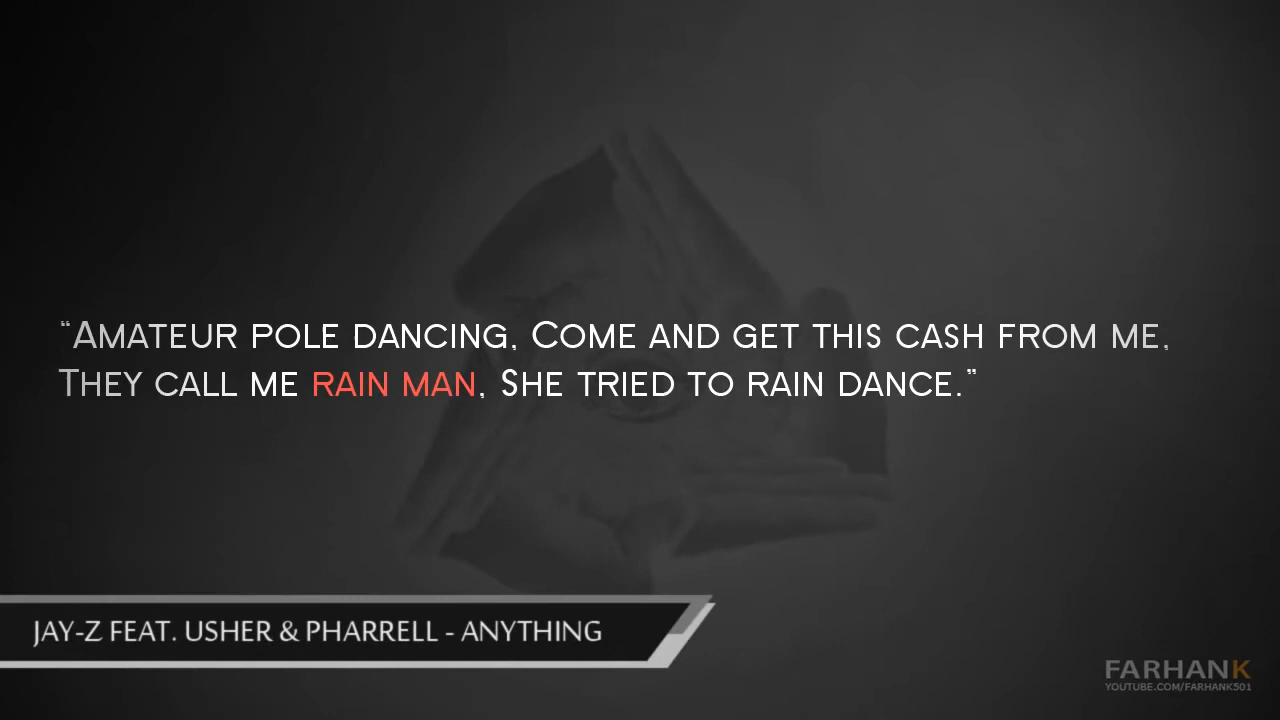 “Amateur pole dancing, Come and get this cash from me,
They call me rain man, She tried to rain dance.”
JAY-Z FEAT. USHER & PHARRELL - ANYTHING
FARHANK
YOUTUBE.COM/FARHANK501